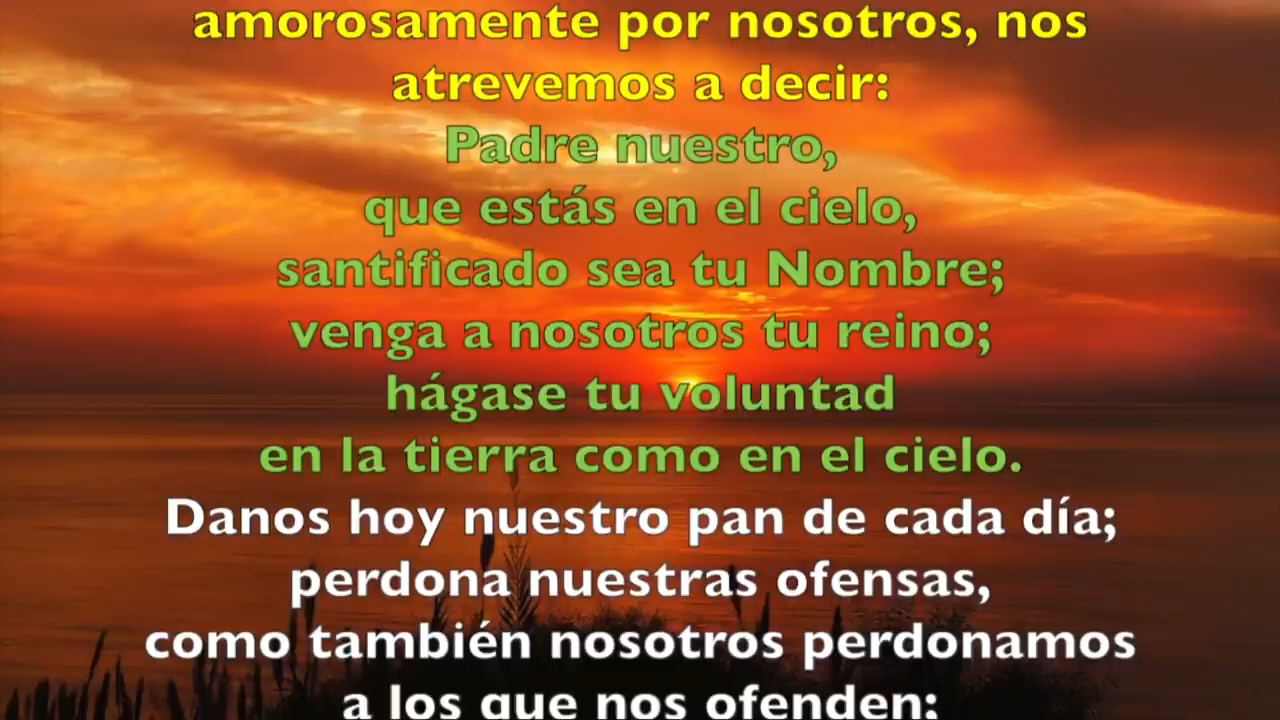 amorosamente por nosotros, nos
atrevemos a decir:
Padre nuestro,
que estás en el cielo,
santificado sea tu Nombre;
venga a nosotros tu reino;
hágase tu voluntad
en la tierra como en el cielo.
Danos hoy nuestro pan de cada día;
perdona nuestras ofensas,
como también nosotros perdonamos
a los que nos ofenden;